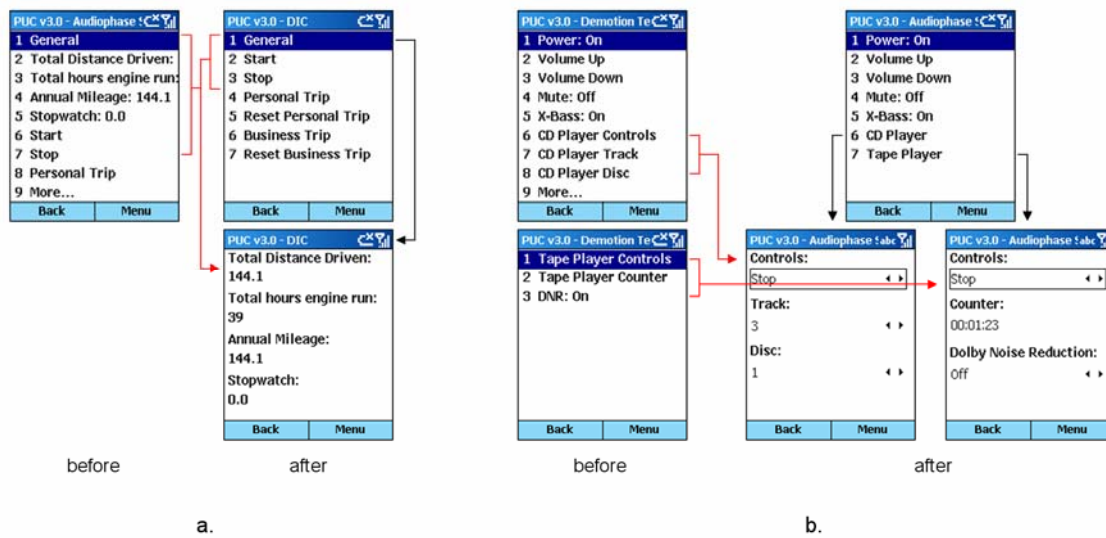 PUC v3.0 - Audiophase S
1 General
2 Total Distance Driven:
3 Total hours engine run:
4 Annual Mileage: 144.1
5 Stopwatch: 0.0
6 Start
7 Stop
8 Personal Trip
9 More...
Back Menu
PUC v3.0 - DIC
1 General
2 Start
3 Stop
4 Personal Trip
5 Reset Personal Trip
6 Business Trip
7 Reset Business Trip
Back Menu
PUC v3.0 - DIC
Total Distance Driven:
144.1
Total hours engine run:
39
Annual Mileage:
144.1
Stopwatch:
0.0
Back Menu
before
after
a.
PUC v3.0 - Demotion Te
1 Power: On
2 Volume Up
3 Volume Down
4 Mute: Off
5 X-Bass: On
6 CD Player Controls
7 CD Player Track
8 CD Player Disc
9 More...
Back Menu
PUC v3.0 - Demotion Te
1 Tape Player Controls
2 Tape Player Counter
3 DNR: On
Back Menu
PUC v3.0 - Audiophase S
1 Power: On
2 Volume Up
3 Volume Down
4 Mute: Off
5 X-Bass: On
6 CD Player
7 Tape Player
Back Menu
PUC v3.0 - Audiophase S abc
Controls:
Stop
Track:
3
Disc:
1
Back Menu
PUC v3.0 - Audiophase S abc
Controls:
Stop
Counter:
00:01:23
Dolby Noise Reduction:
Off
Back Menu
before
after
b.